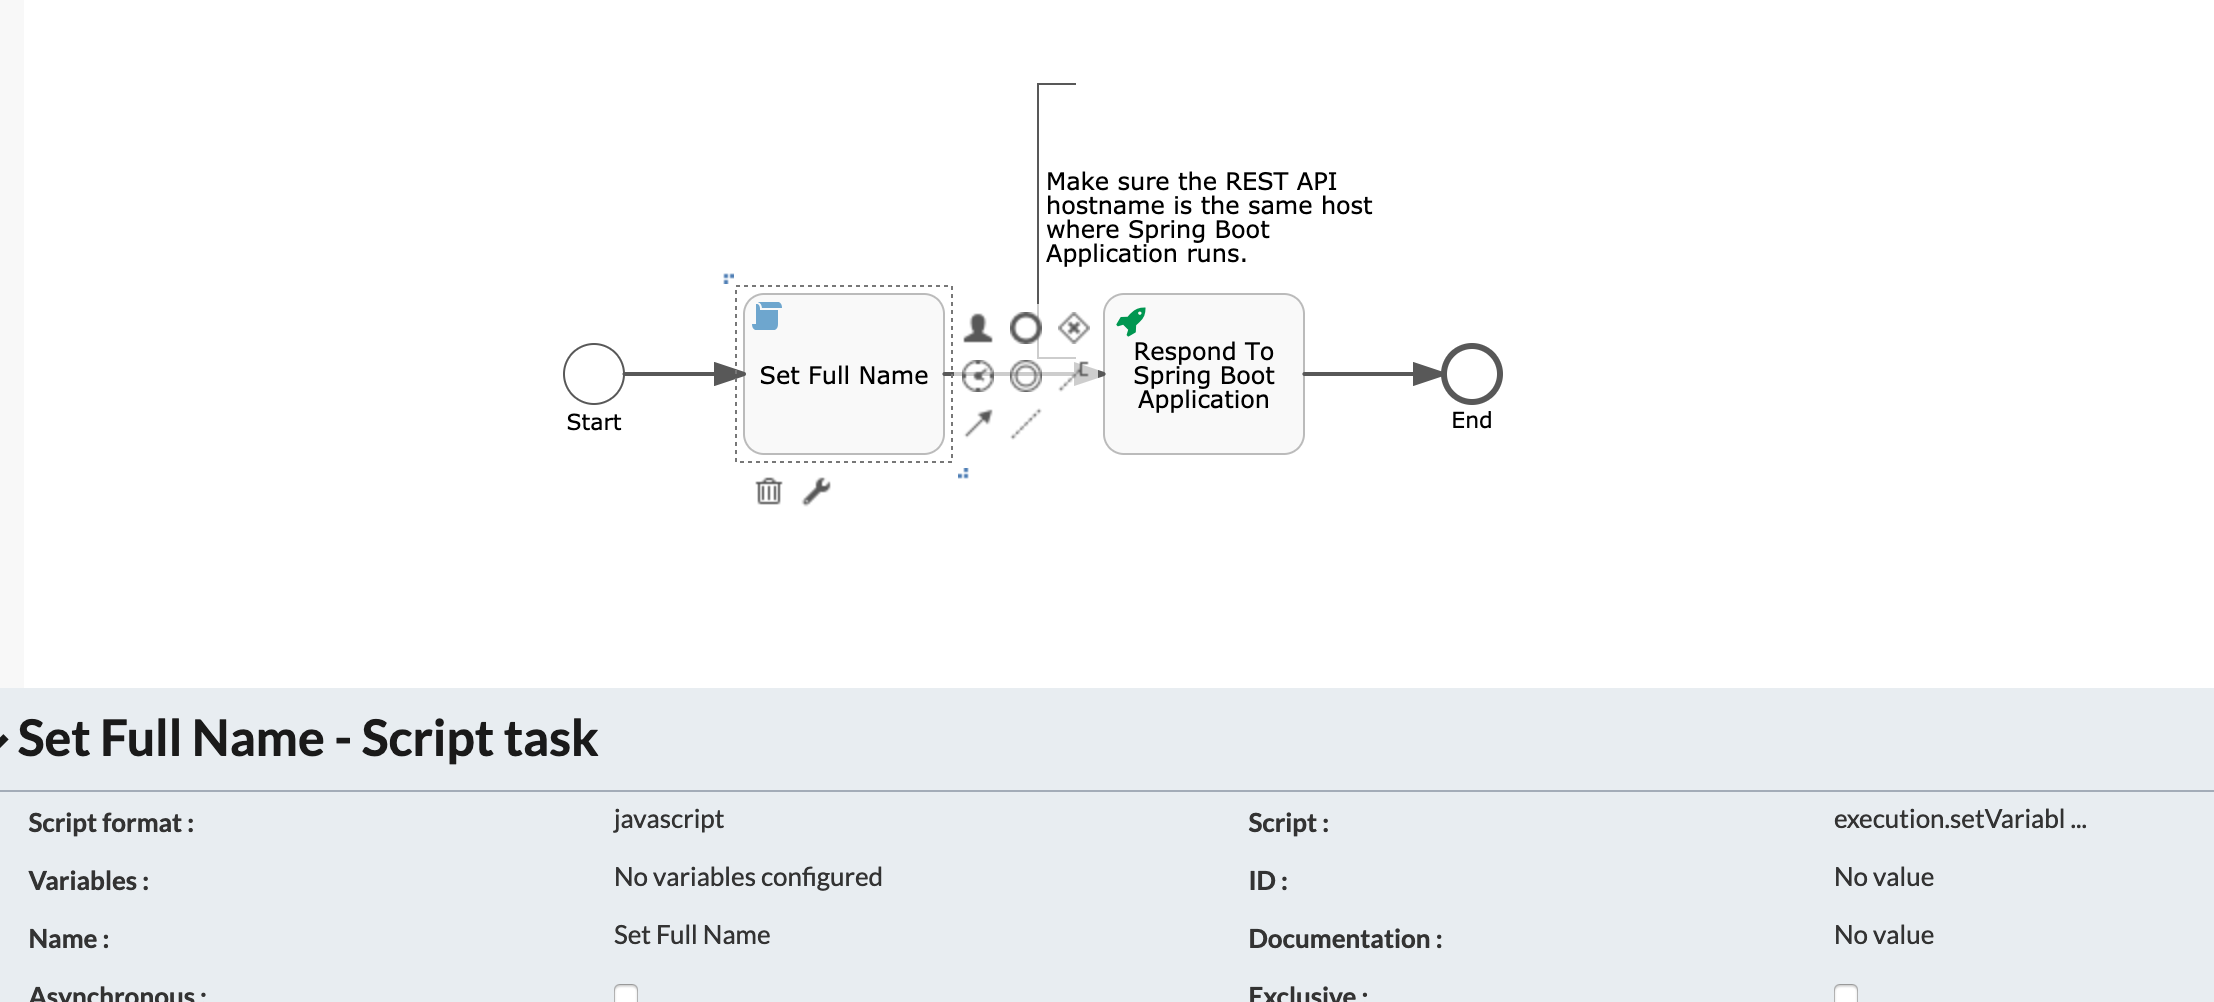 Make sure the REST API
hostname is the same host
where Spring Boot
Application runs.
Set Full Name
Respond To
Spring Boot
Application
Start
End
Set Full Name - Script task
Script format :
javascript
Script :
execution.setVariabl ...
Variables :
No variables configured
ID :
No value
Name :
Set Full Name
Documentation :
No value
Asynchronous :
Exclusive :